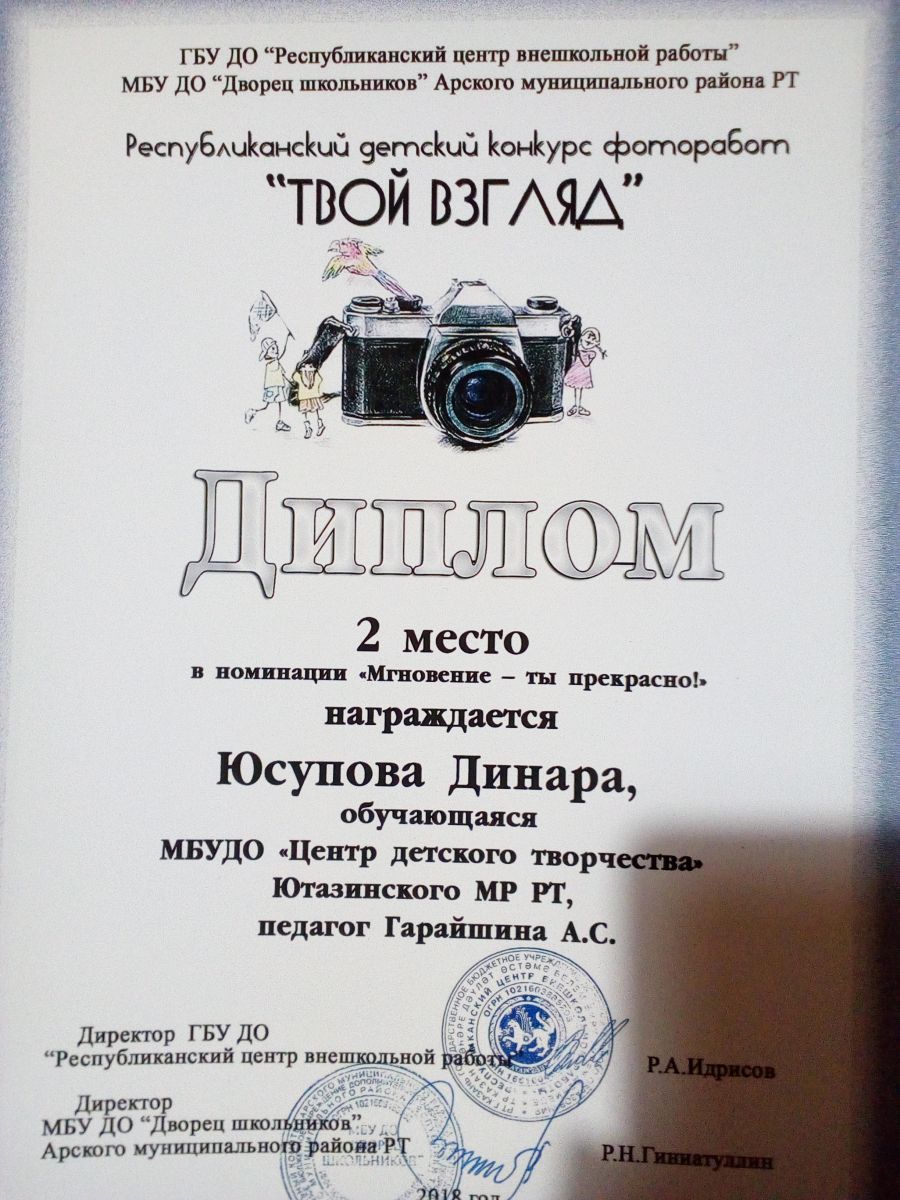 ГБУ ДО "Республиканский центр внешкольной работы"
МБУ ДО "Дворец школьников" Арского муниципального района РТ
Республиканский детский конкурс фоторабот
"ТВОЙ ВЗГЛЯД"
Диплом
2 место
в номинации «Мгновение – ты прекрасно!»
награждается
Юсупова Динара,
обучающаяся
МБУДО «Центр детского творчества»
Ютазинского МР РТ,
педагог Гарайшина А.С.
Директор ГБУ ДО
"Республиканский центр внешкольной работы"
Р.А.Идрисов
Директор
МБУ ДО "Дворец школьников"
Арского муниципального района РТ
Р.Н.Гиниатуллин
МБУ ДО
ШКОЛЬНИКОВ"
2018 год